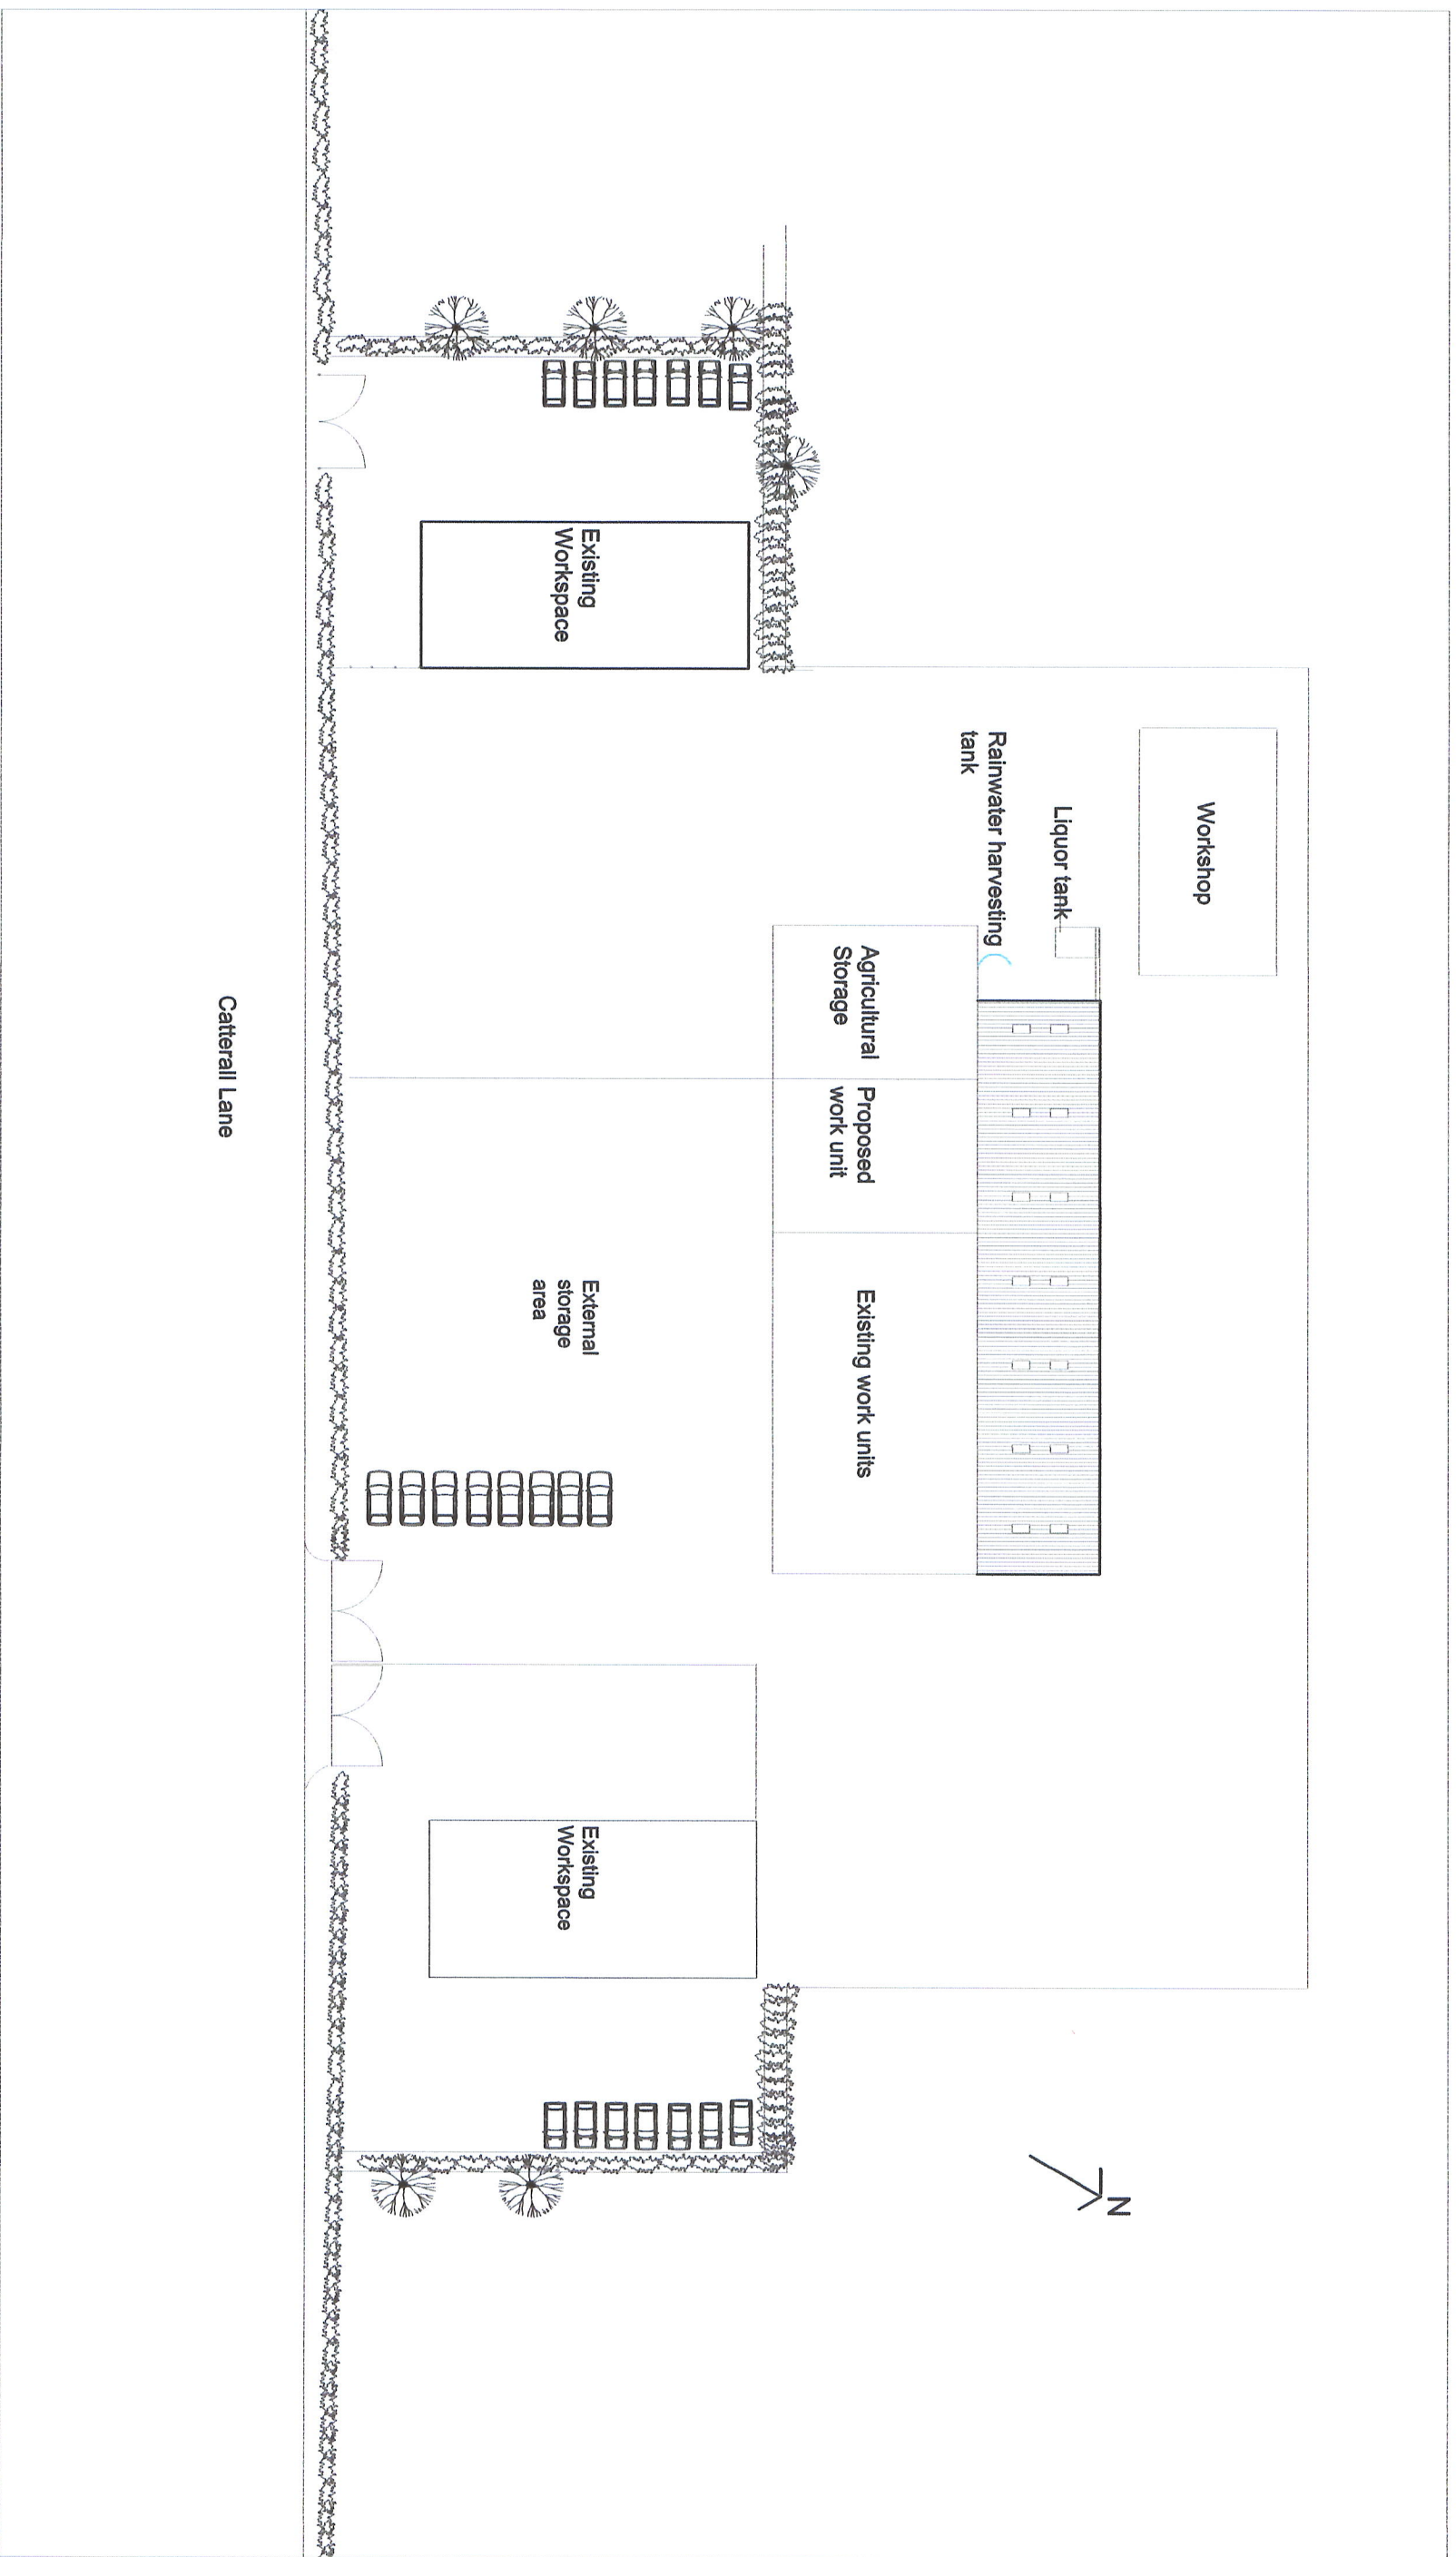 Workshop
Liquor tank
Rainwater harvesting
tank
Agricultural
Storage
Proposed
work unit
Existing work units
Existing
Workspace
External
storage
area
Existing
Workspace
N
Catterall Lane